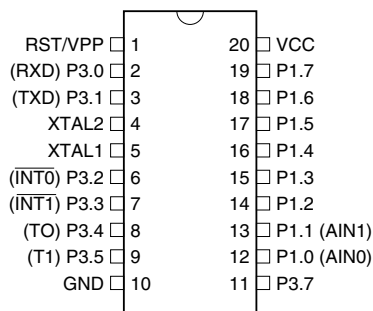 RST/VPP 1 20 VCC
(RXD) P3.0 2 19 P1.7
(TXD) P3.1 3 18 P1.6
XTAL2 4 17 P1.5
XTAL1 5 16 P1.4
(INT0) P3.2 6 15 P1.3
(INT1) P3.3 7 14 P1.2
(TO) P3.4 8 13 P1.1 (AIN1)
(T1) P3.5 9 12 P1.0 (AIN0)
GND 10 11 P3.7